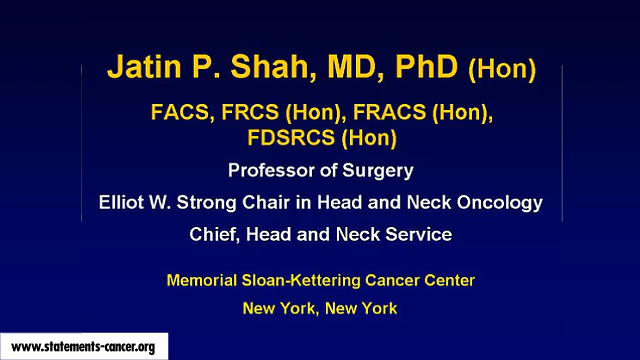 Jatin P. Shah, MD, PhD (Hon)
FACS, FRCS (Hon), FRACS (Hon),
FDSRCS (Hon)
Professor of Surgery
Elliot W. Strong Chair in Head and Neck Oncology
Chief, Head and Neck Service
Memorial Sloan-Kettering Cancer Center
New York, New York
www.statements-cancer.org